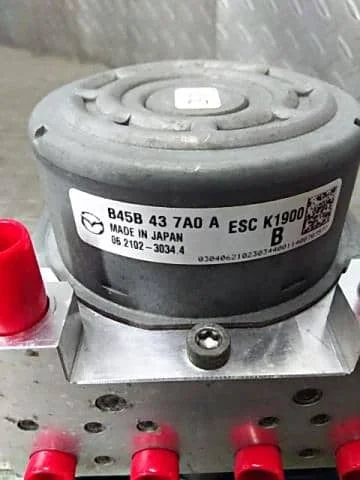 B45B 43 7A0 A ESC K1900
MADE IN JAPAN B
06.2102-3034.4